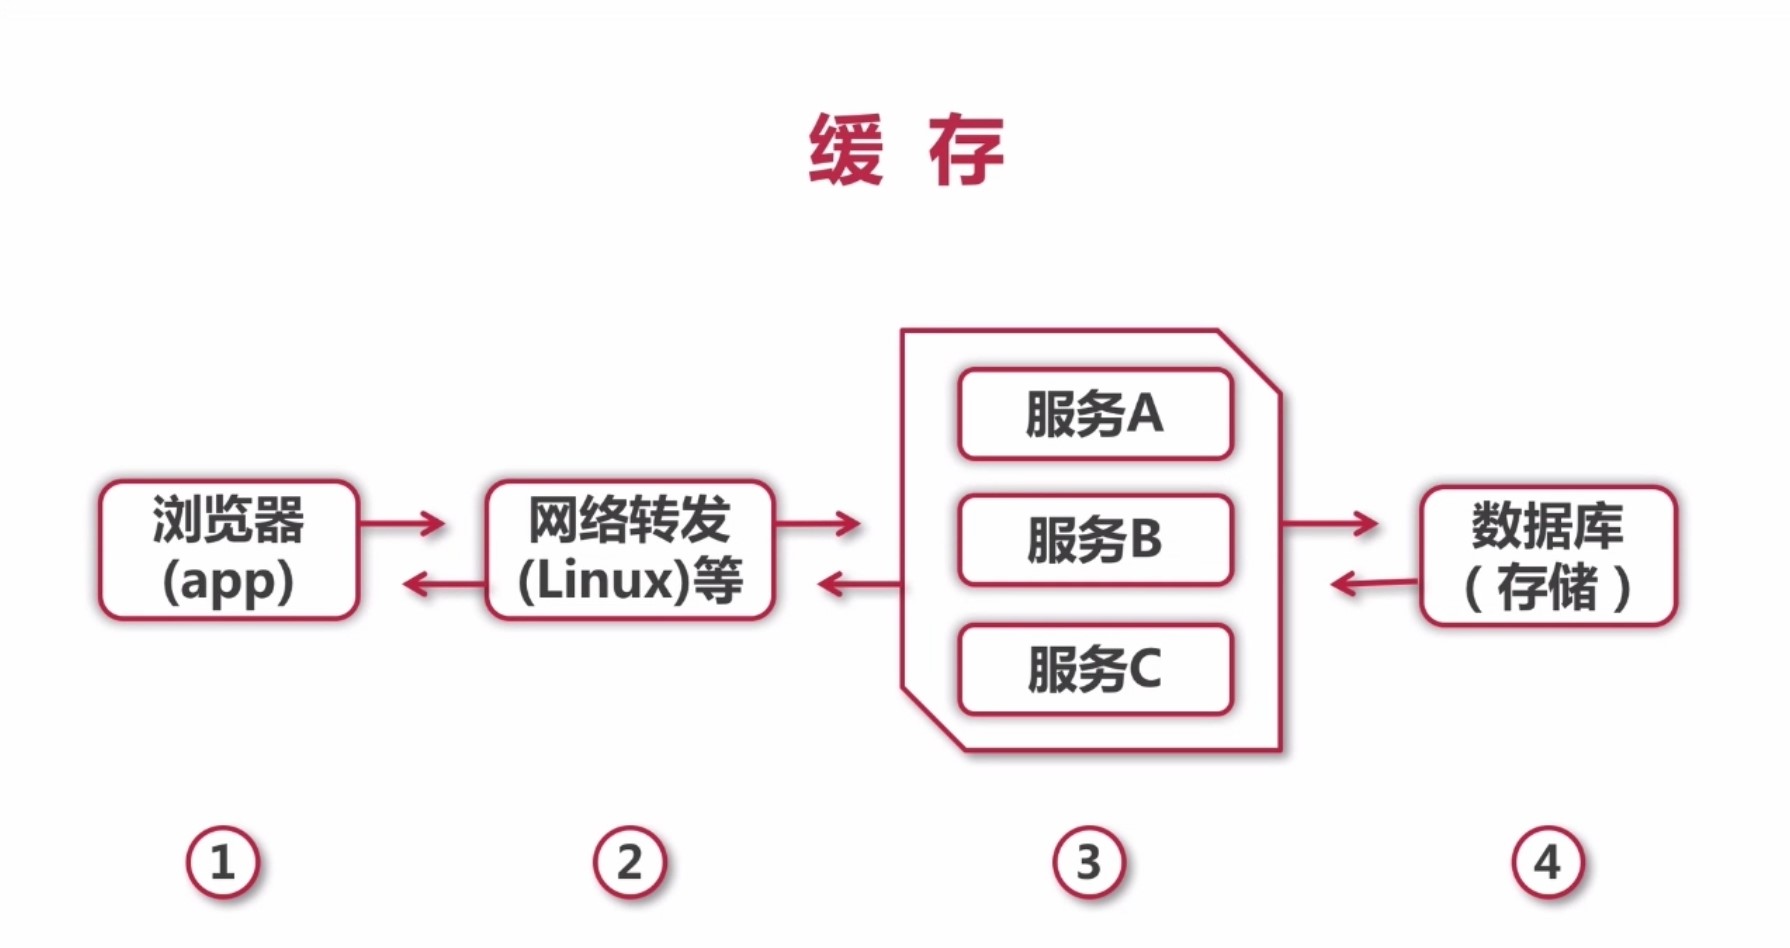 缓 存
浏览器
(app)
网络转发
(Linux)等
服务A
服务B
服务C
数据库
（存储）
1
2
3
4